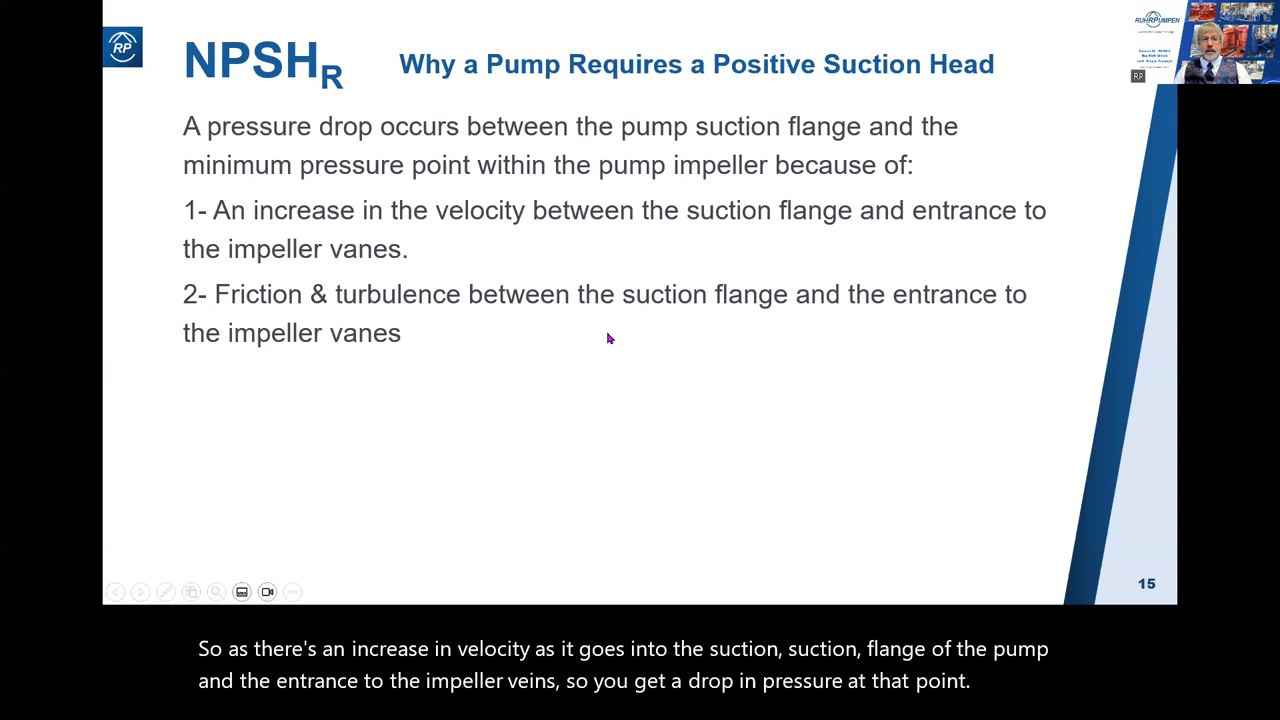 RP
NPSHR
Why a Pump Requires a Positive Suction Head
A pressure drop occurs between the pump suction flange and the
minimum pressure point within the pump impeller because of:
1- An increase in the velocity between the suction flange and entrance to
the impeller vanes.
2- Friction & turbulence between the suction flange and the entrance to
the impeller vanes
15
RUHRPUMPEN
RP
So as there's an increase in velocity as it goes into the suction, suction, flange of the pump
and the entrance to the impeller veins, so you get a drop in pressure at that point.